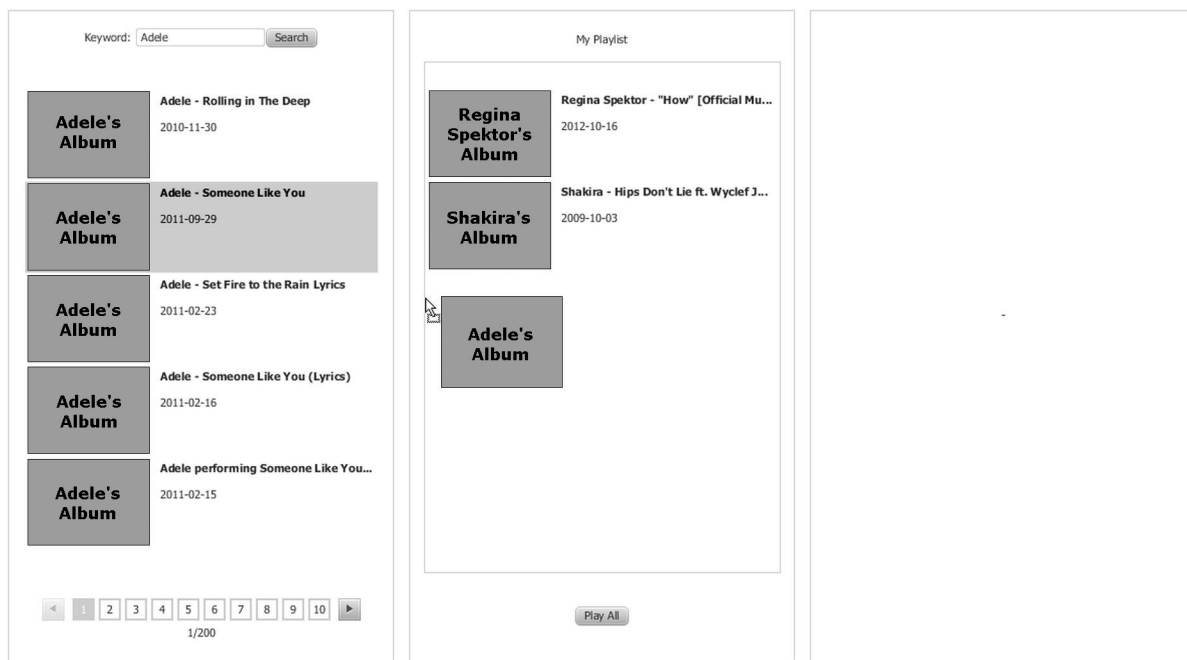 Keyword: Adele Search
Adele's
Album
Adele - Rolling in The Deep
2010-11-30
Adele's
Album
Adele - Someone Like You
2011-09-29
Adele's
Album
Adele - Set Fire to the Rain Lyrics
2011-02-23
Adele's
Album
Adele - Someone Like You (Lyrics)
2011-02-16
Adele's
Album
Adele performing Someone Like You...
2011-02-15
1 2 3 4 5 6 7 8 9 10
1/200
My Playlist
Regina
Spektor's
Album
Regina Spektor - "How" [Official Mu...
2012-10-16
Shakira's
Album
Shakira - Hips Don't Lie ft. Wyclef J...
2009-10-03
Adele's
Album
Play All
-